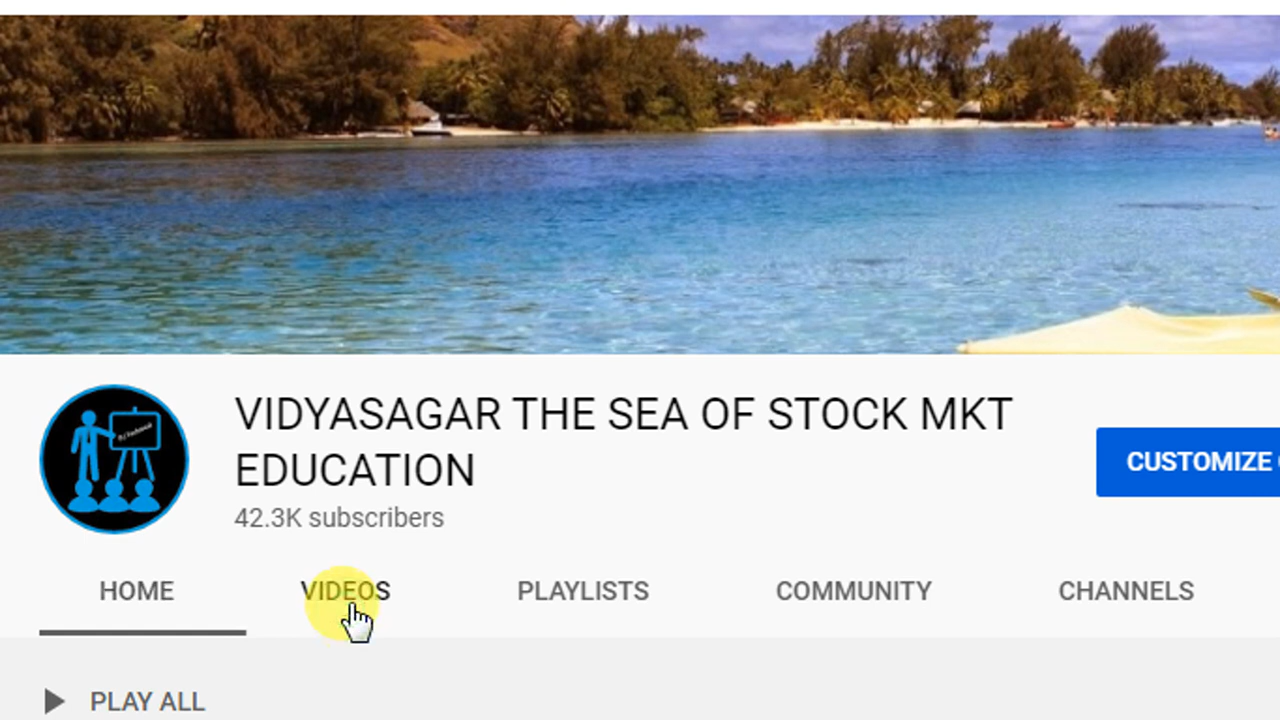 VIDYASAGAR THE SEA OF STOCK MKT
EDUCATION
42.3K subscribers
CUSTOMIZE
HOME VIDEOS PLAYLISTS COMMUNITY CHANNELS
PLAY ALL